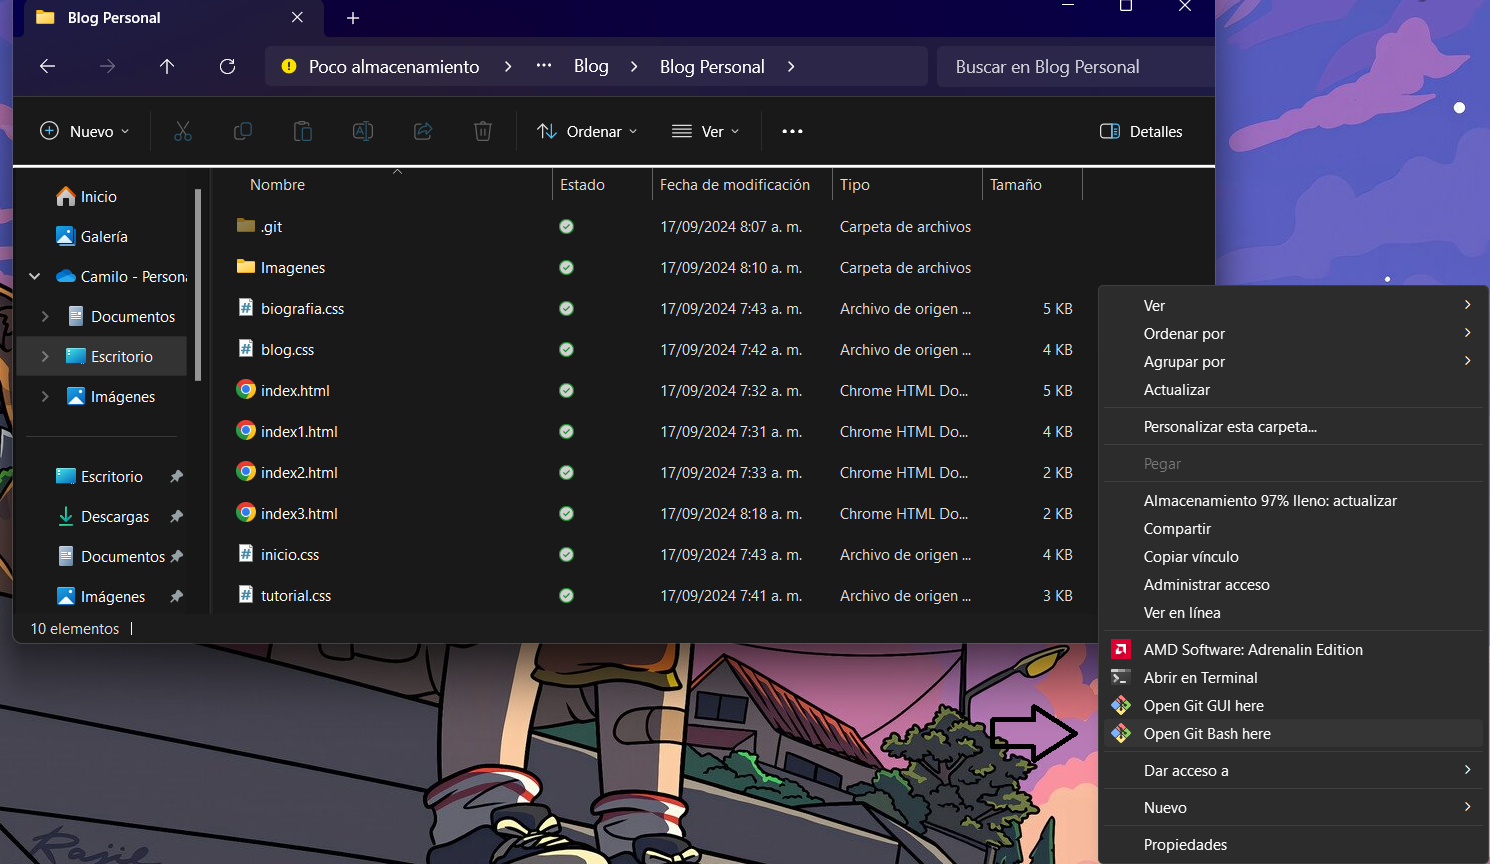 Blog Personal
Poco almacenamiento > ... Blog > Blog Personal >
Buscar en Blog Personal
Nuevo
Ordenar
Ver
Detalles
Inicio
Galería
Camilo - Persona
Documentos
Escritorio
Imágenes
Escritorio
Descargas
Documentos
Imágenes
Nombre Estado Fecha de modificación Tipo Tamaño
.git 17/09/2024 8:07 a. m. Carpeta de archivos
Imagenes 17/09/2024 8:10 a. m. Carpeta de archivos
biografia.css 17/09/2024 7:43 a. m. Archivo de origen ... 5 KB
blog.css 17/09/2024 7:42 a. m. Archivo de origen ... 4 KB
index.html 17/09/2024 7:32 a. m. Chrome HTML Do... 5 KB
index1.html 17/09/2024 7:31 a. m. Chrome HTML Do... 4 KB
index2.html 17/09/2024 7:33 a. m. Chrome HTML Do... 2 KB
index3.html 17/09/2024 8:18 a. m. Chrome HTML Do... 2 KB
inicio.css 17/09/2024 7:43 a. m. Archivo de origen ... 4 KB
tutorial.css 17/09/2024 7:41 a. m. Archivo de origen ... 3 KB
10 elementos
Ver
Ordenar por
Agrupar por
Actualizar
Personalizar esta carpeta...
Pegar
Almacenamiento 97% lleno: actualizar
Compartir
Copiar vínculo
Administrar acceso
Ver en línea
AMD Software: Adrenalin Edition
Abrir en Terminal
Open Git GUI here
Open Git Bash here
Dar acceso a
Nuevo
Propiedades